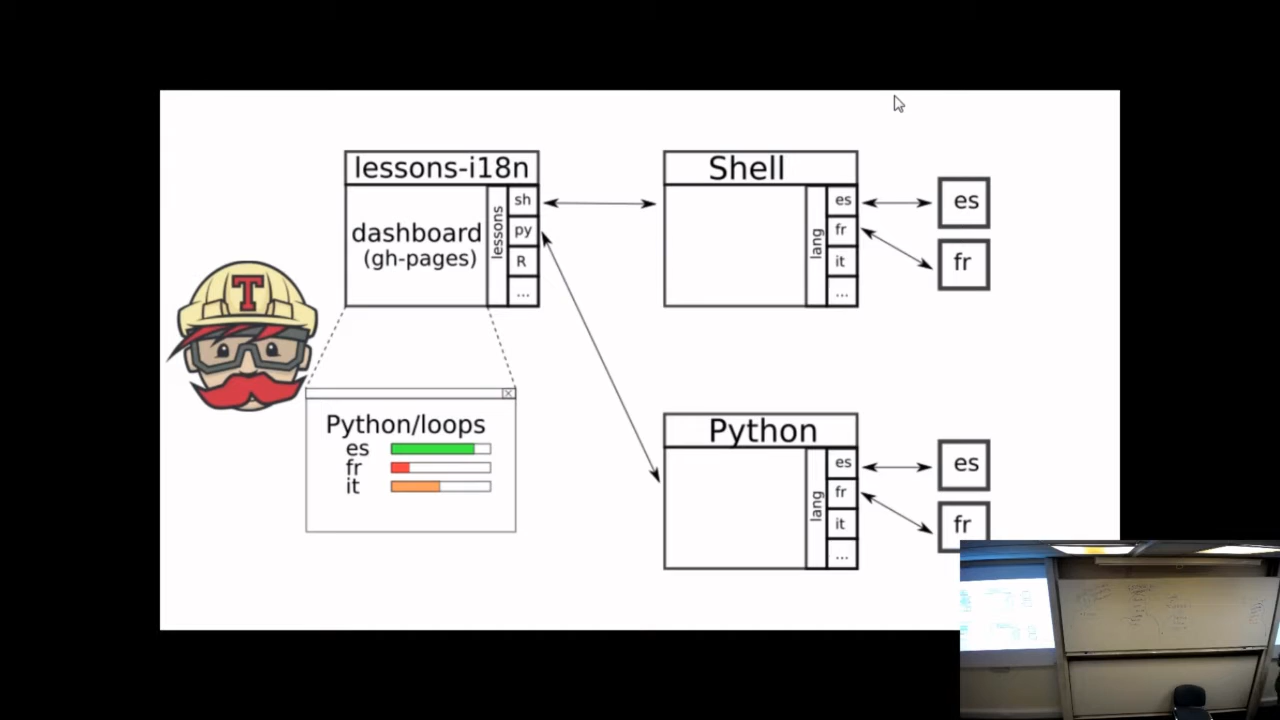 lessons-i18n
dashboard
(gh-pages)
lessons
sh
py
R
...
T
Python/loops
es
fr
it
Shell
lang
es
fr
it
...
es
fr
Python
lang
es
fr
it
...
es
fr